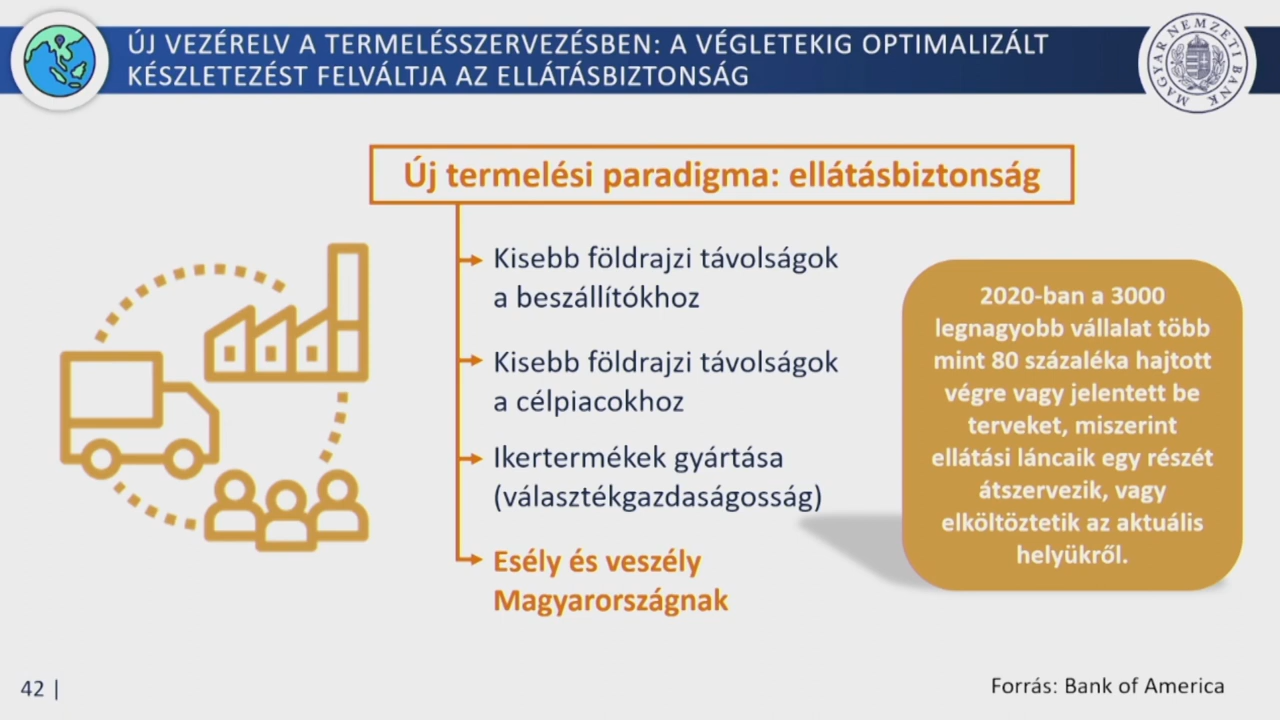 ÚJ VEZÉRELV A TERMELÉSSZERVEZÉSBEN: A VÉGLETEKIG OPTIMALIZÁLT
KÉSZLETEZÉST FELVÁLTJA AZ ELLÁTÁSBIZTONSÁG
MAGYAR NEMZETI BANK
Új termelési paradigma: ellátásbiztonság
Kisebb földrajzi távolságok
a beszállítókhoz
Kisebb földrajzi távolságok
a célpiacokhoz
Ikertermékek gyártása
(választékgazdaságosság)
Esély és veszély
Magyarországnak
2020-ban a 3000
legnagyobb vállalat több
mint 80 százaléka hajtott
végre vagy jelentett be
terveket, miszerint
ellátási láncaik egy részét
átszervezik, vagy
elköltöztetik az aktuális
helyükről.
42 |
Forrás: Bank of America